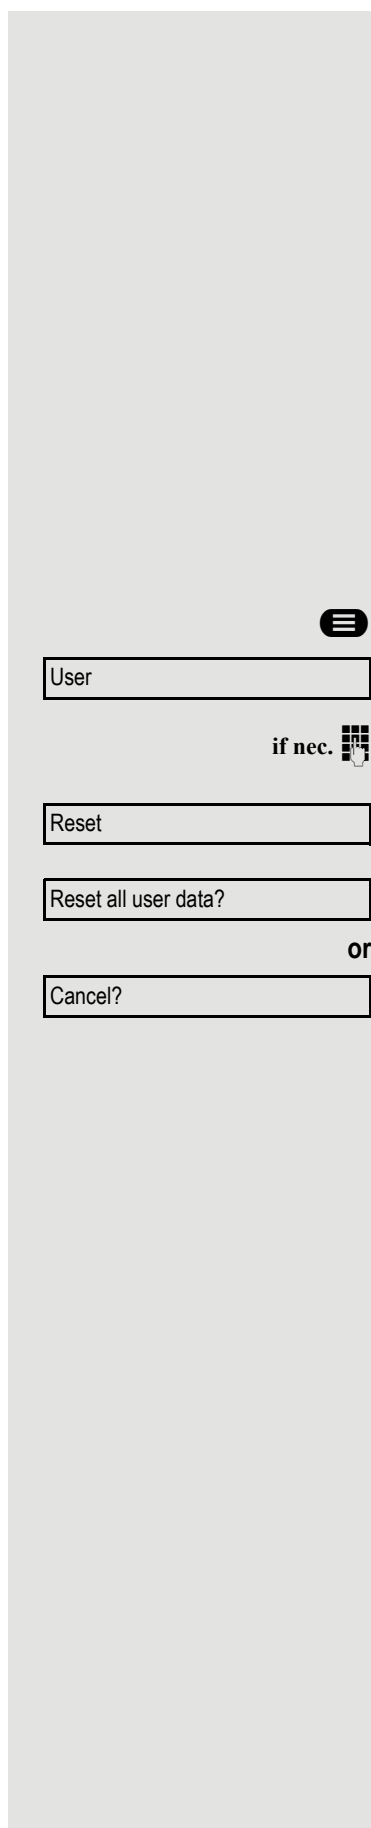 User
if nec.
Reset
Reset all user data?
or
Cancel?